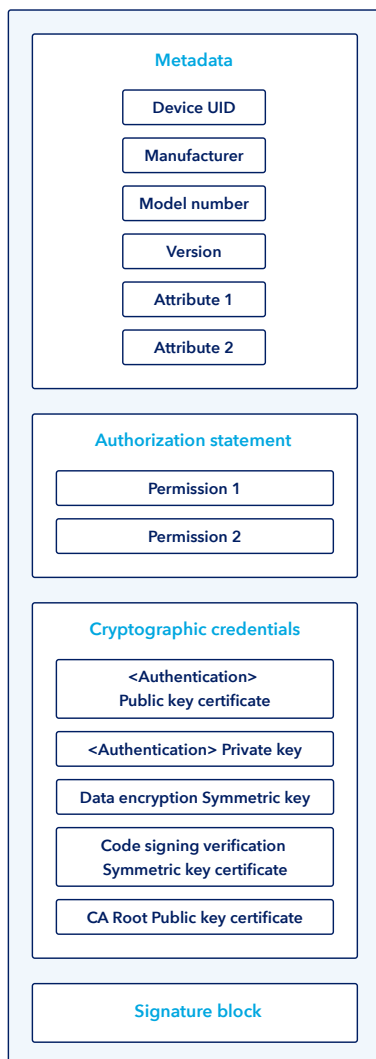 Metadata
Device UID
Manufacturer
Model number
Version
Attribute 1
Attribute 2
Authorization statement
Permission 1
Permission 2
Cryptographic credentials
<Authentication>
Public key certificate
<Authentication> Private key
Data encryption Symmetric key
Code signing verification
Symmetric key certificate
CA Root Public key certificate
Signature block